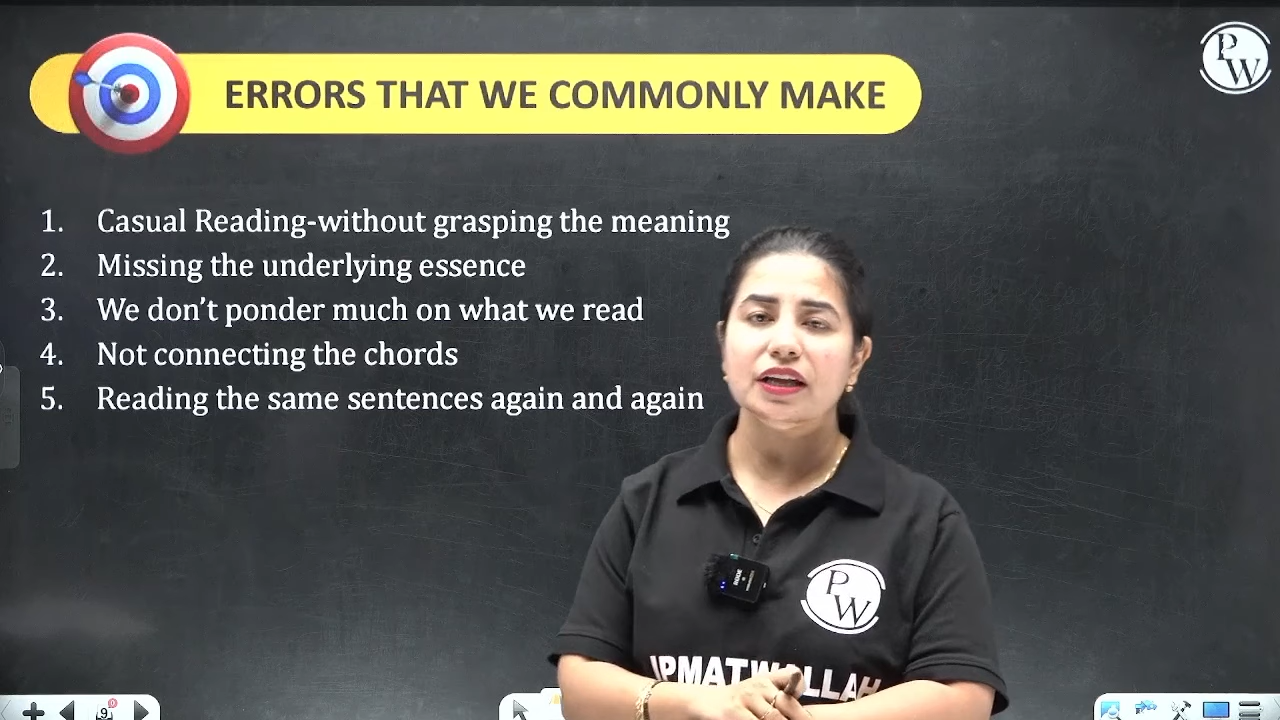 ERRORS THAT WE COMMONLY MAKE
P
W
1. Casual Reading-without grasping the meaning
2. Missing the underlying essence
3. We don't ponder much on what we read
4. Not connecting the chords
5. Reading the same sentences again and again
P
W
IPMATWALLAH
9